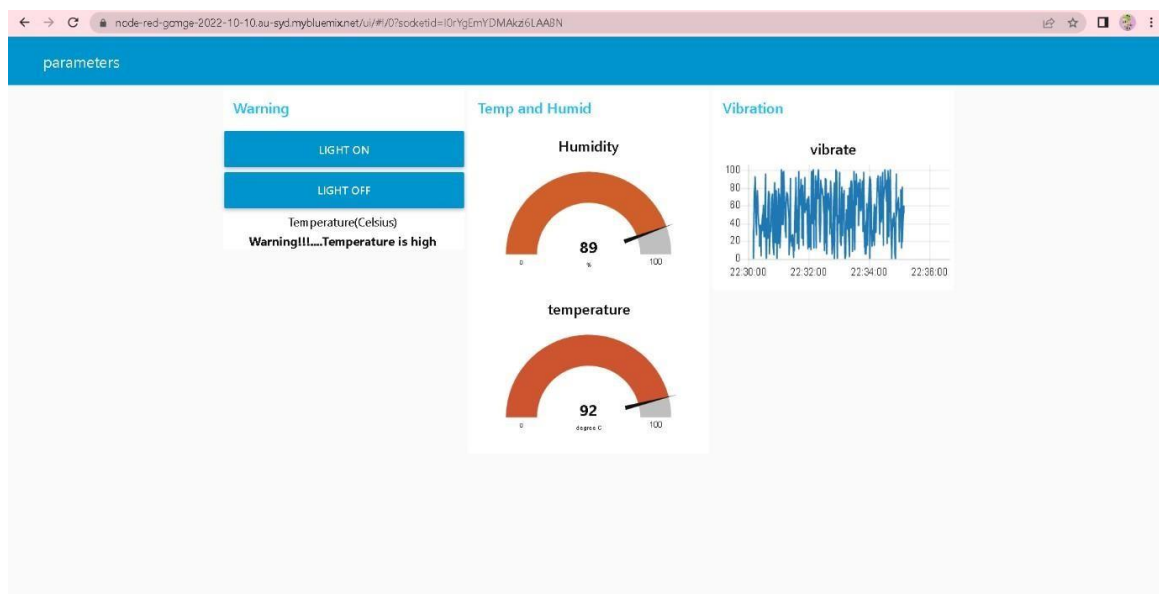 node-red-gcmge-2022-10-10.au-syd.mybluemix.net/ui/#!/0?socketid=
parameters
Warning
LIGHT ON
LIGHT OFF
Temperature(Celsius)
Warning!!!....Temperature is high
Temp and Humid
Humidity
89
%
0
100
temperature
92
degree C
0
100
Vibration
vibrate
100
80
60
40
20
0
22:30:00 22:32:00 22:34:00 22:36:00